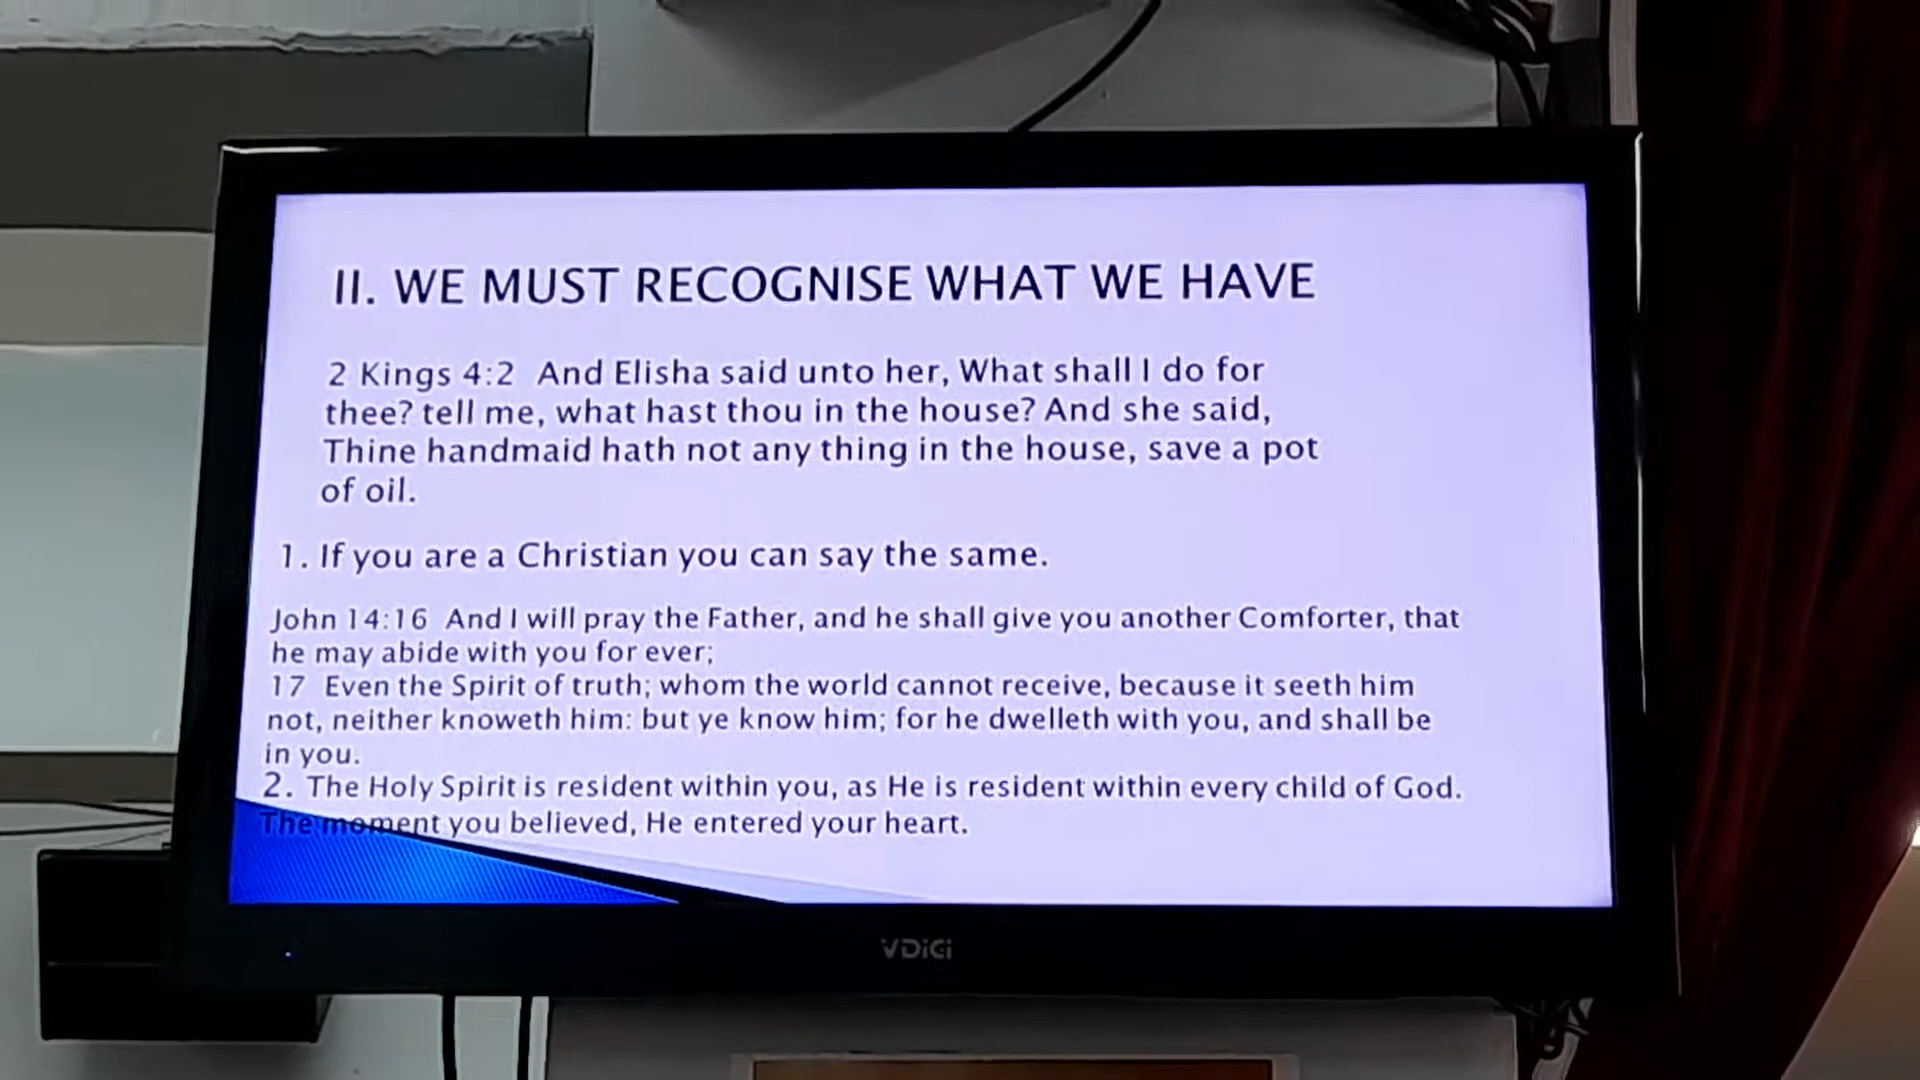 II. WE MUST RECOGNISE WHAT WE HAVE
2 Kings 4:2 And Elisha said unto her, What shall I do for
thee? tell me, what hast thou in the house? And she said,
Thine handmaid hath not any thing in the house, save a pot
of oil.
1. If you are a Christian you can say the same.
John 14:16 And I will pray the Father, and he shall give you another Comforter, that
he may abide with you for ever;
17 Even the Spirit of truth; whom the world cannot receive, because it seeth him
not, neither knoweth him: but ye know him; for he dwelleth with you, and shall be
in you.
2. The Holy Spirit is resident within you, as He is resident within every child of God.
The moment you believed, He entered your heart.
VDiGi